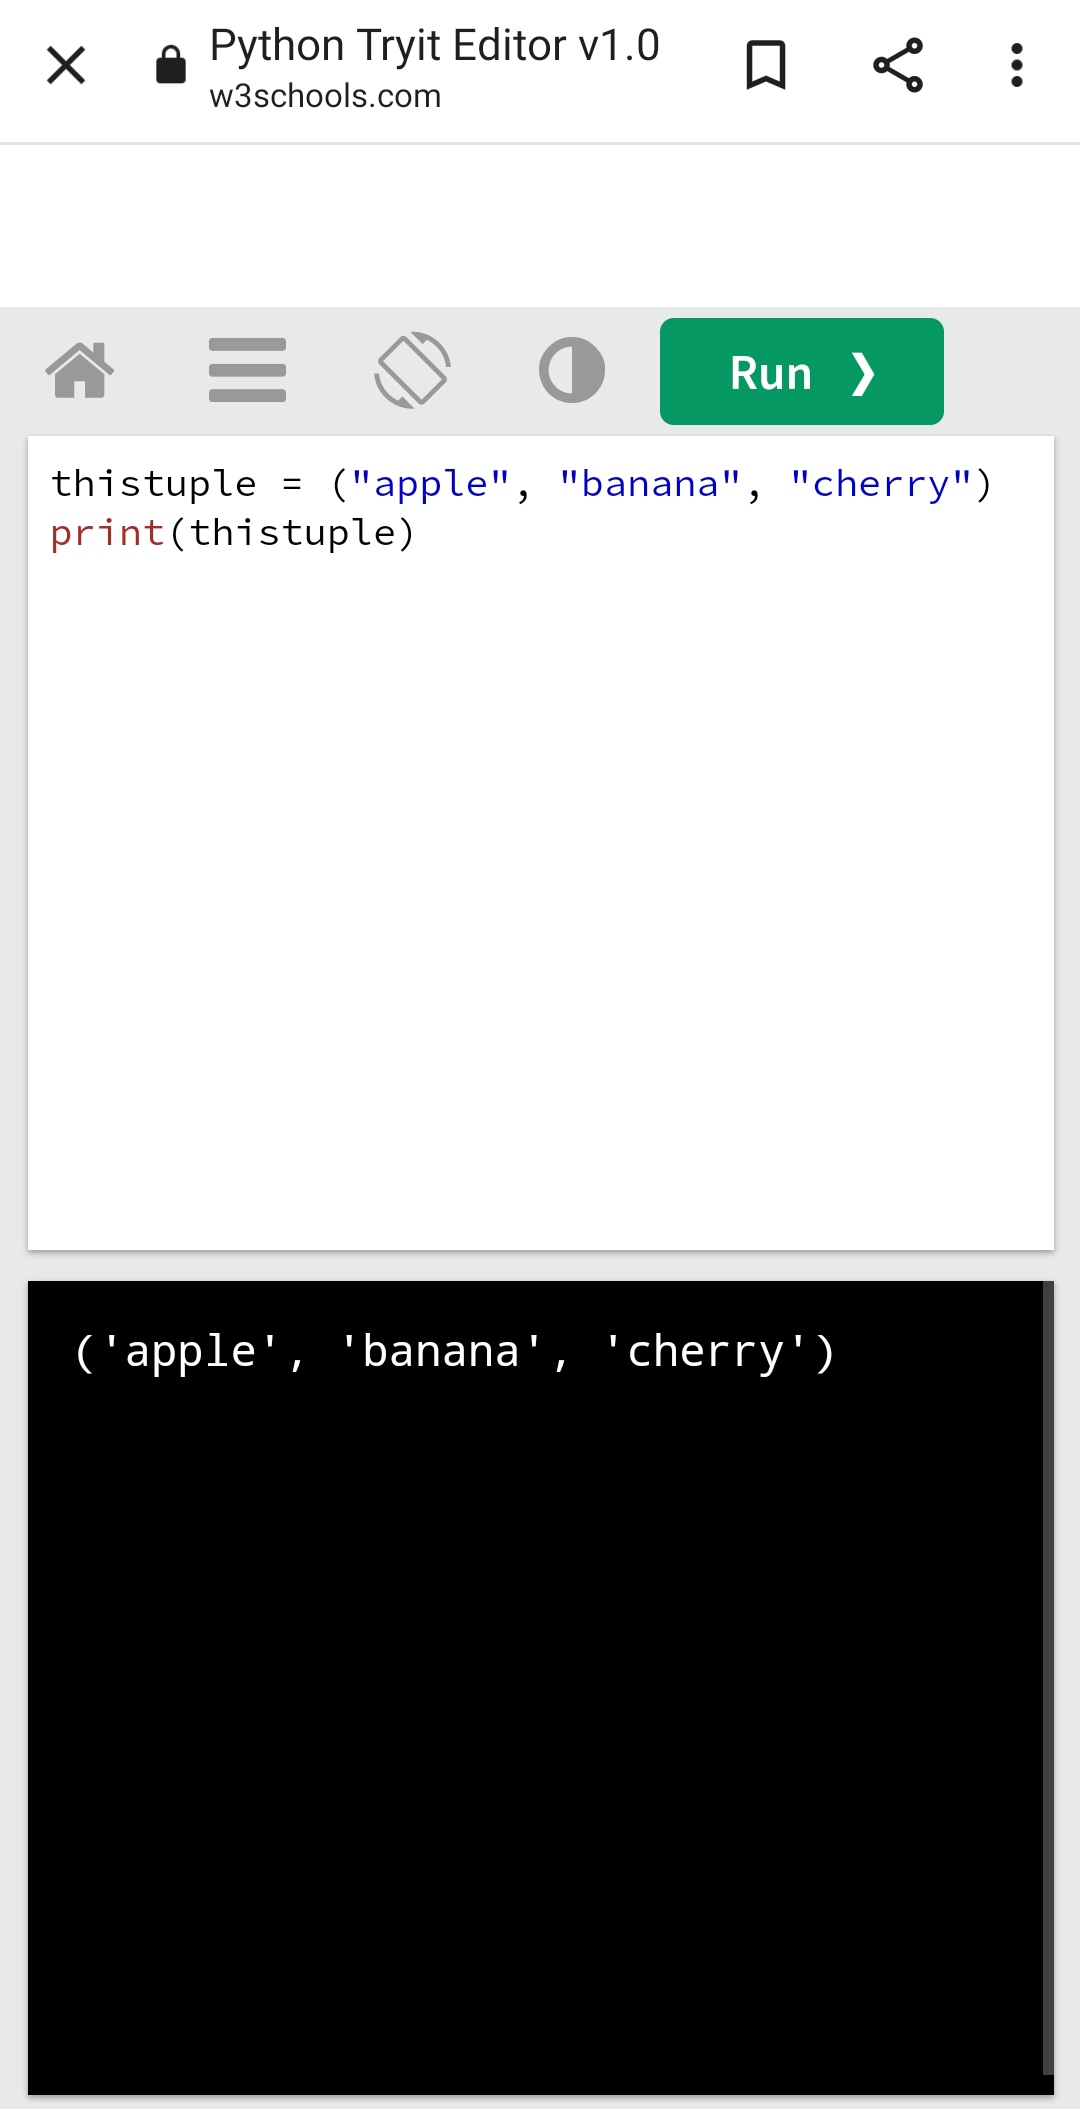 Python Tryit Editor v1.0
w3schools.com
Run ❯
thistuple = ("apple", "banana", "cherry")
print(thistuple)
('apple', 'banana', 'cherry')